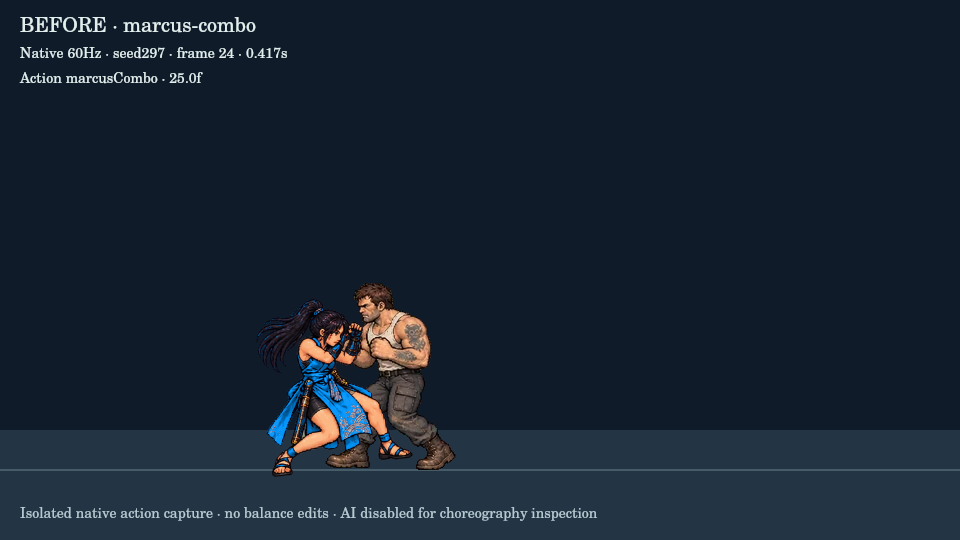 BEFORE · marcus-combo
Native 60Hz · seed297 · frame 24 · 0.417s
Action marcusCombo · 25.0f
Isolated native action capture · no balance edits · AI disabled for choreography inspection